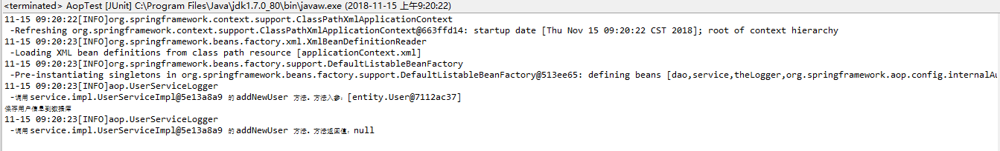 <terminated> AopTest [JUnit] C:\Program Files\Java\jdk1.7.0_80\bin\javaw.exe (2018-11-15 上午9:20:22)
11-15 09:20:22[INFO]org.springframework.context.support.ClassPathXmlApplicationContext
-Refreshing org.springframework.context.support.ClassPathXmlApplicationContext@663ffd14: startup date [Thu Nov 15 09:20:22 CST 2018]; root of context hierarchy
11-15 09:20:23[INFO]org.springframework.beans.factory.xml.XmlBeanDefinitionReader
-Loading XML bean definitions from class path resource [applicationContext.xml]
11-15 09:20:23[INFO]org.springframework.beans.factory.support.DefaultListableBeanFactory
-Pre-instantiating singletons in org.springframework.beans.factory.support.DefaultListableBeanFactory@513ee65: defining beans [dao,service,theLogger,org.springframework.aop.config.internalAu
11-15 09:20:23[INFO]aop.UserServiceLogger
-调用 service.impl.UserServiceImpl@5e13a8a9 的 addNewUser 方法。方法入参：[entity.User@7112ac37]
保存用户信息到数据库
11-15 09:20:23[INFO]aop.UserServiceLogger
-调用 service.impl.UserServiceImpl@5e13a8a9 的 addNewUser 方法。方法返回值：null